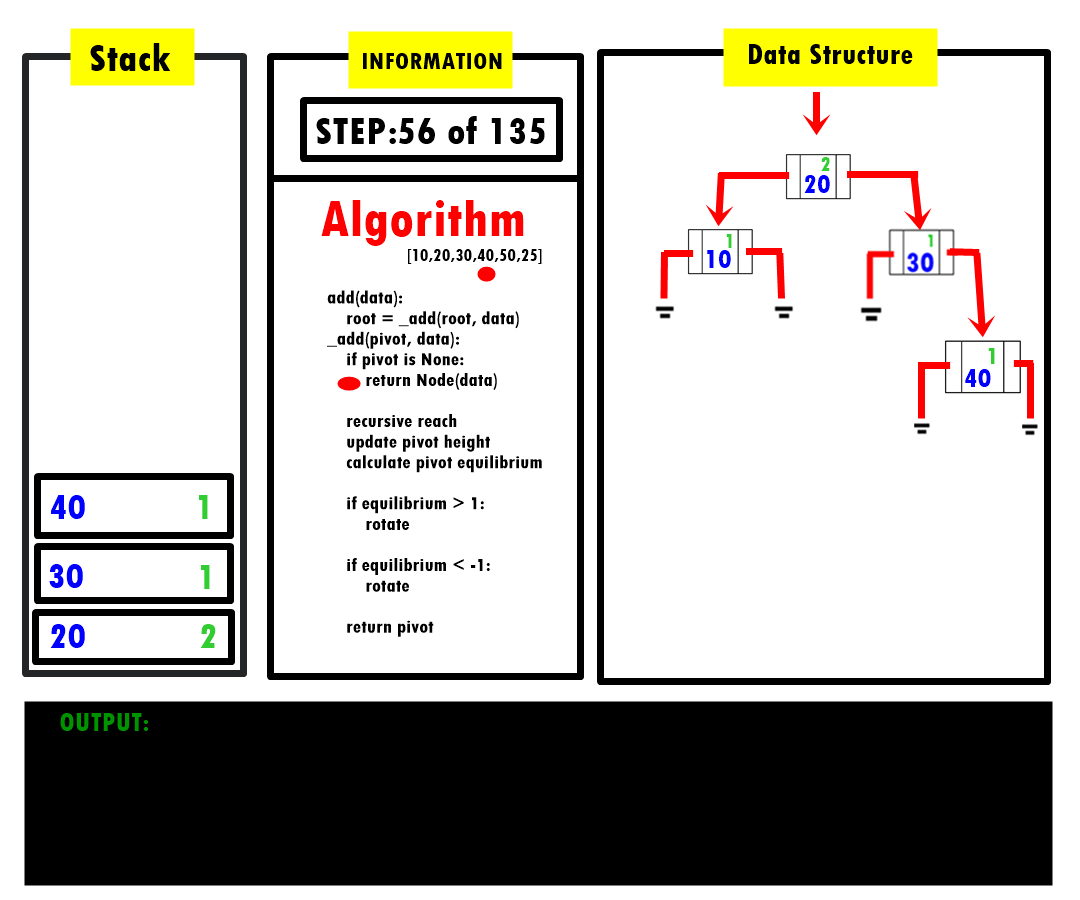 Stack
40 1
30 1
20 2
INFORMATION
STEP:56 of 135
Algorithm
[10,20,30,40,50,25]
add(data):
root = _add(root, data)
_add(pivot, data):
if pivot is None:
return Node(data)
recursive reach
update pivot height
calculate pivot equilibrium
if equilibrium > 1:
rotate
if equilibrium < -1:
rotate
return pivot
Data Structure
2
20
1
10
1
30
1
40
OUTPUT: